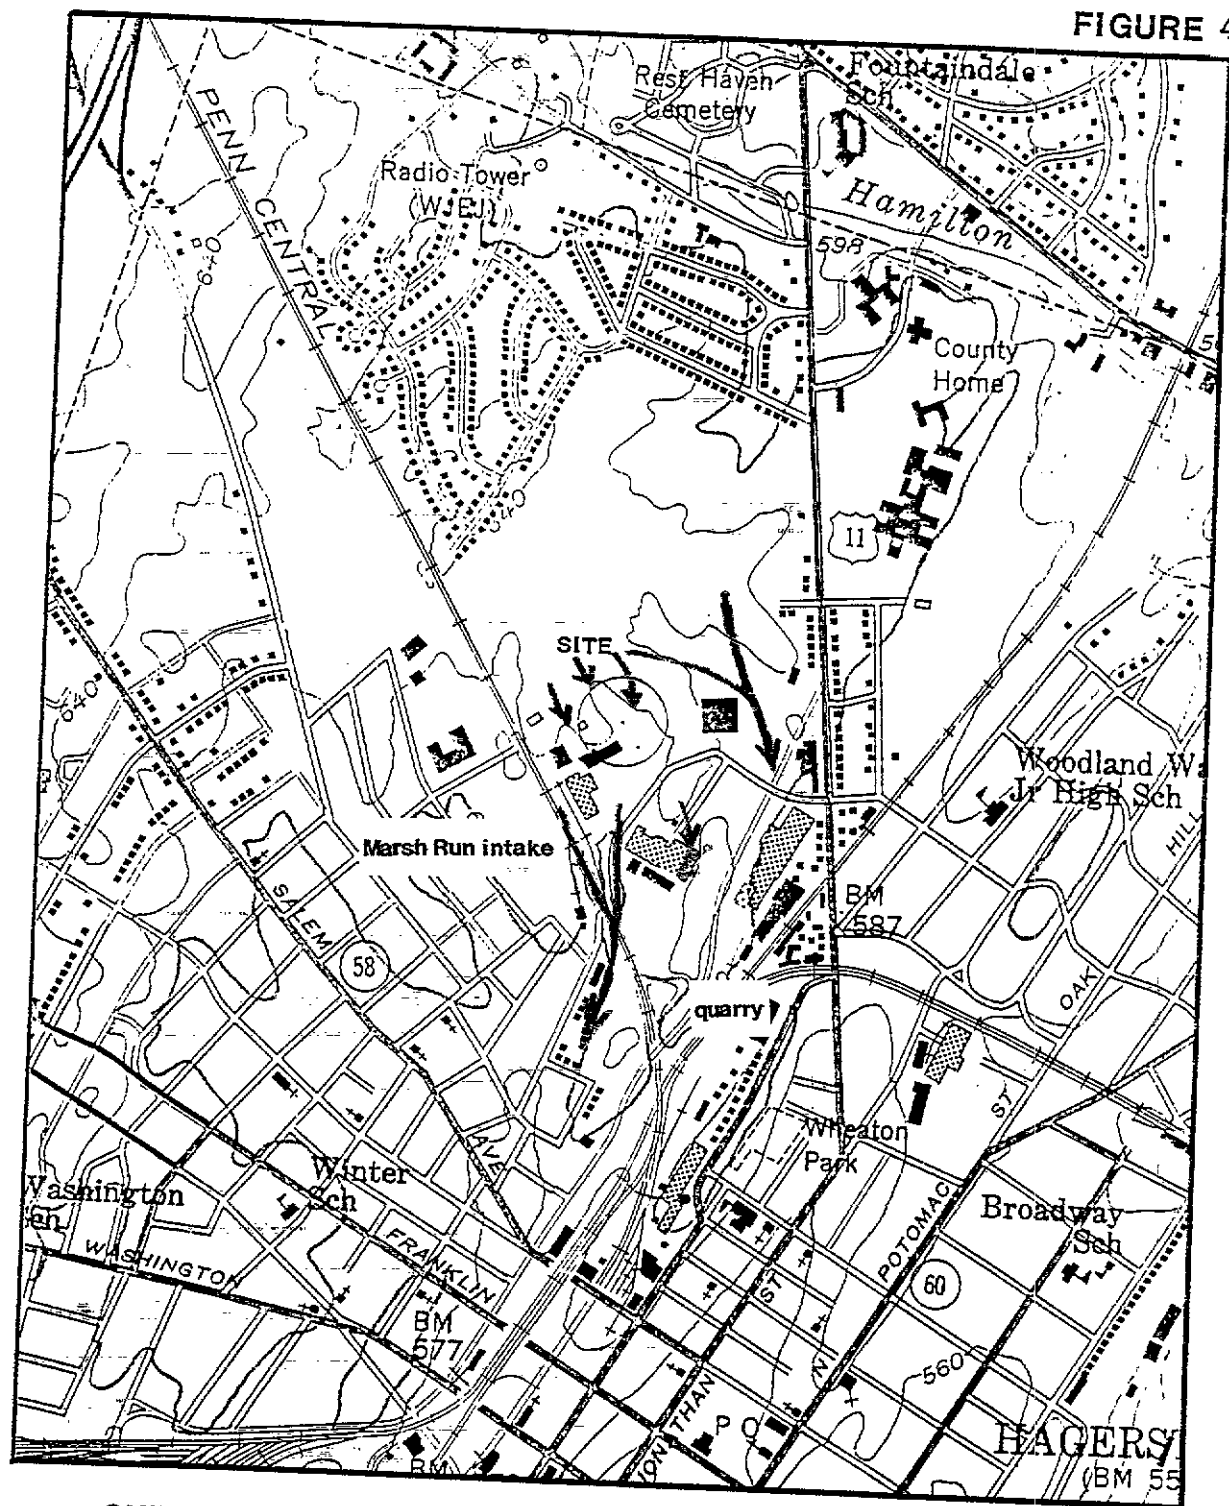 FIGURE 4
Rest Haven
Cemetery
Fountaindale
Sch
PENN CENTRAL
Radio Tower
(WJEJ)
Hamilton
598
640
County
Home
11
SITE
640
Woodland W
Jr High Sch
HILL
Marsh Run intake
BM
587
SALEM
58
OAK
quarry
ST
AVE
Wheaton
Park
Winter
Sch
Washington
POTOMAC
Broadway
Sch
FRANKLIN
WASHINGTON
ST
60
BM
577
560
N
JONATHAN
P O
HAGERS
(BM 55
BM